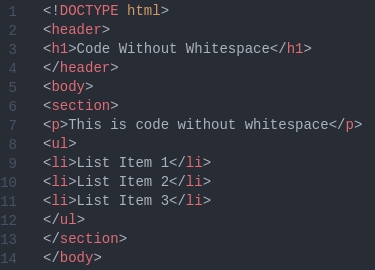 1 <!DOCTYPE html>
2 <header>
3 <h1>Code Without Whitespace</h1>
4 </header>
5 <body>
6 <section>
7 <p>This is code without whitespace</p>
8 <ul>
9 <li>List Item 1</li>
10 <li>List Item 2</li>
11 <li>List Item 3</li>
12 </ul>
13 </section>
14 </body>